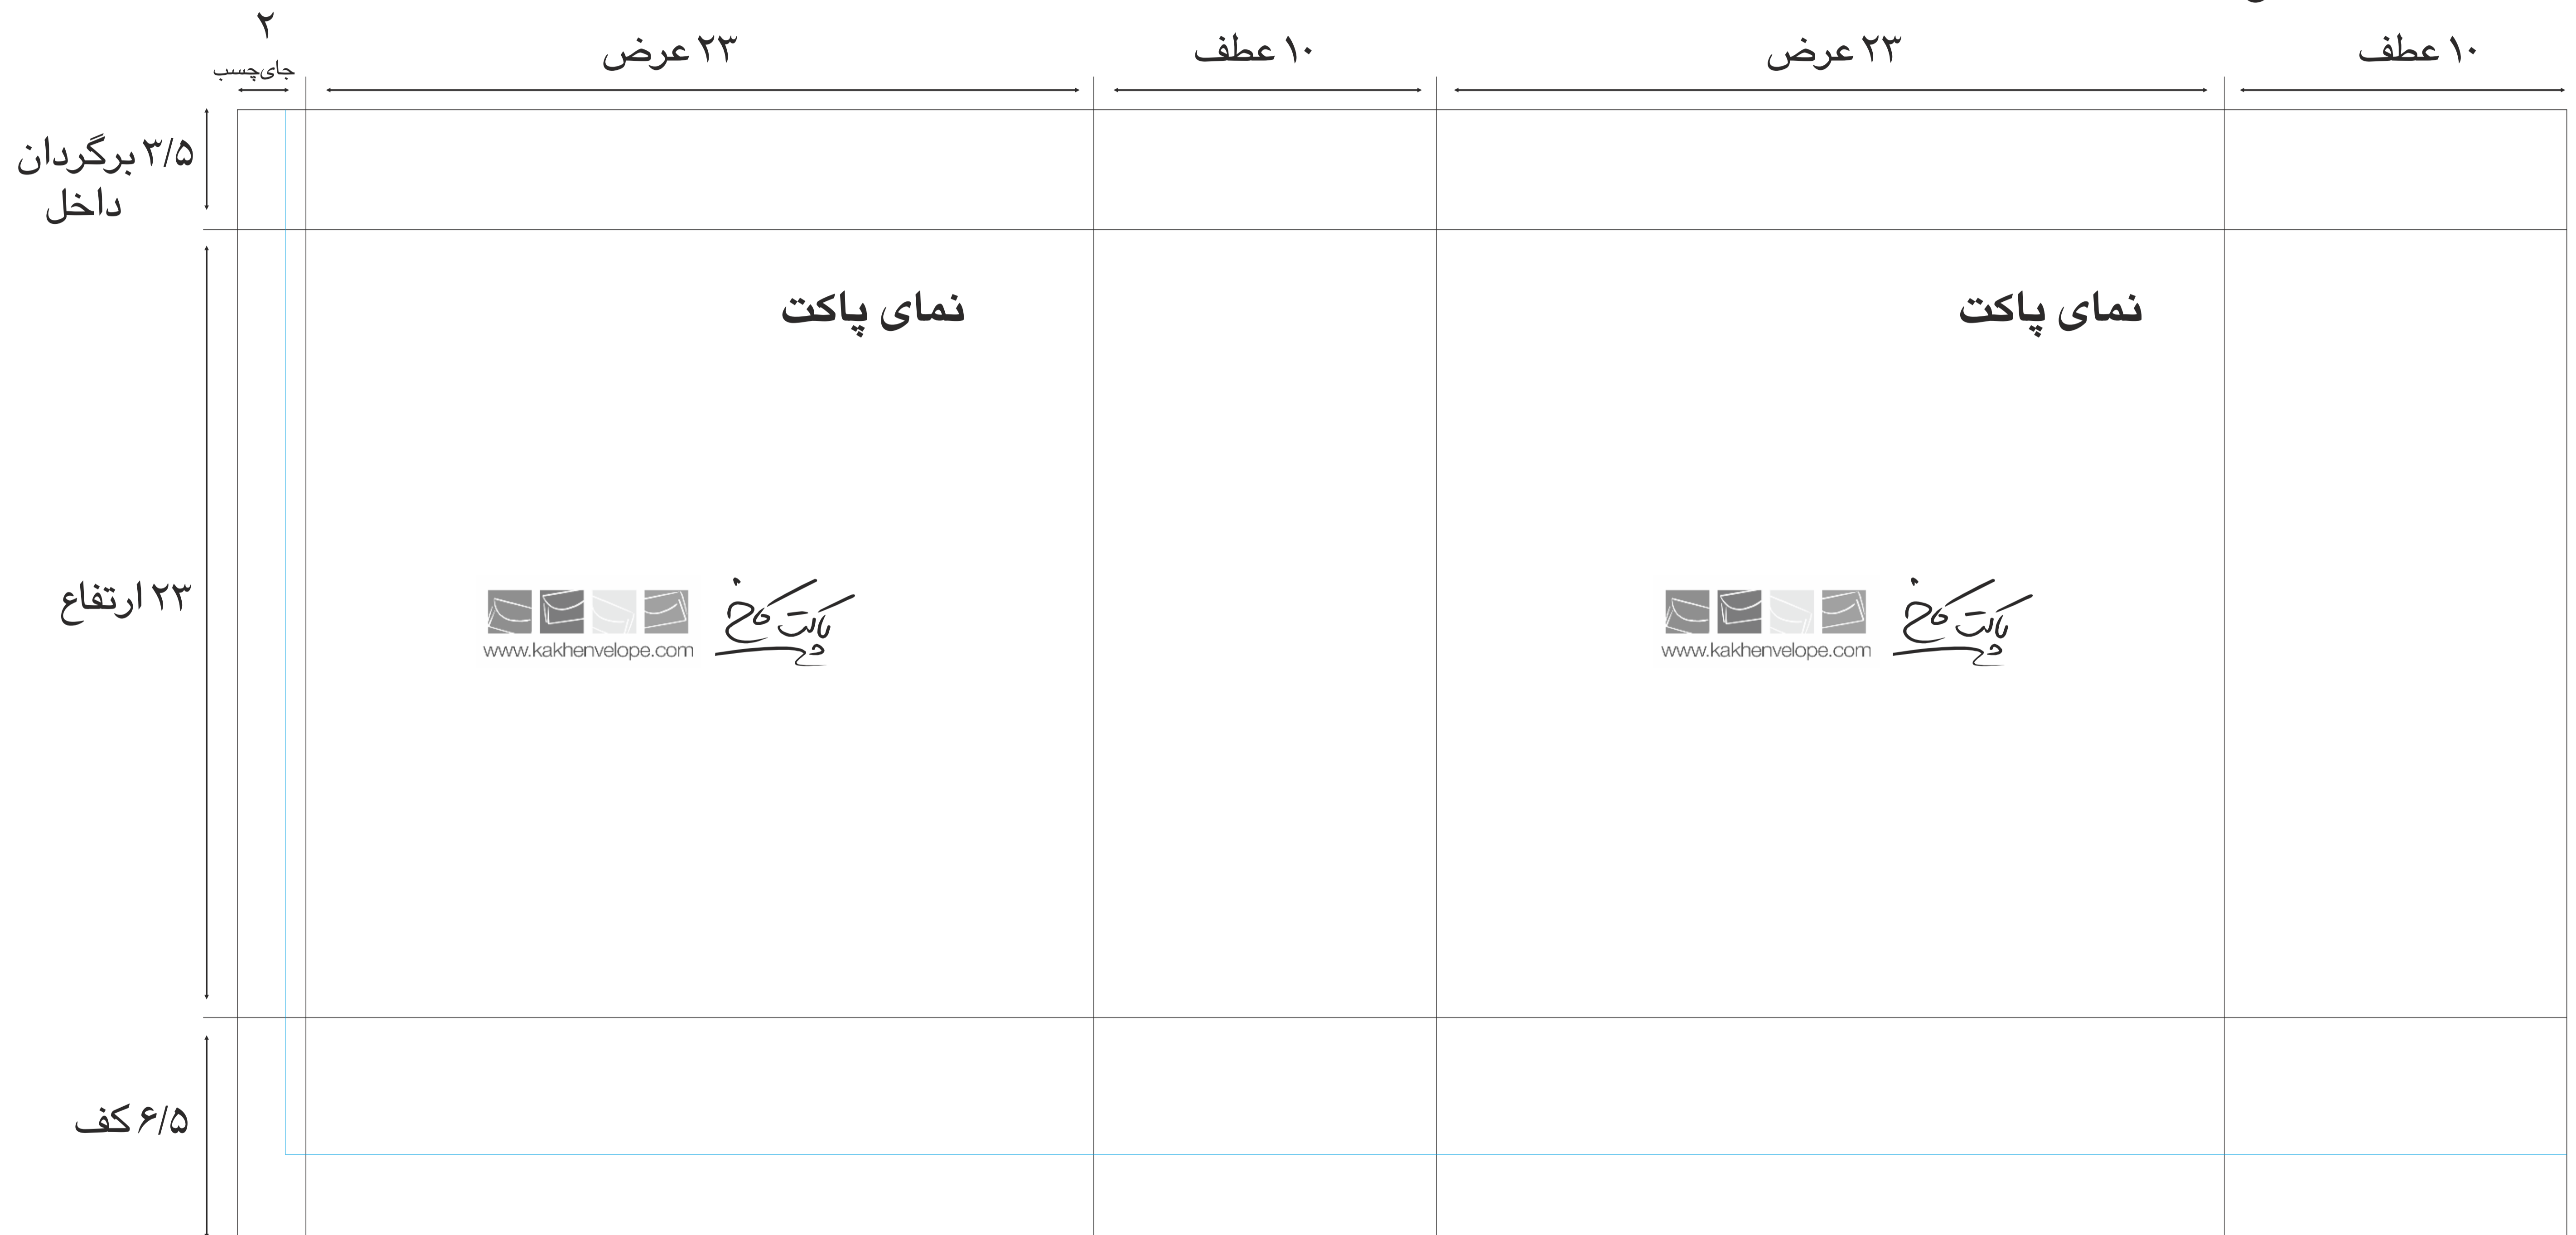 ۱۰ عطف
۲۳ عرض
۱۰ عطف
۲۳ عرض
۲
جای‌چسب
۳/۵ برگردان
داخل
نمای پاکت
نمای پاکت
۲۳ ارتفاع
پاکت کاخ
www.kakhenvelope.com
پاکت کاخ
www.kakhenvelope.com
۶/۵ کف